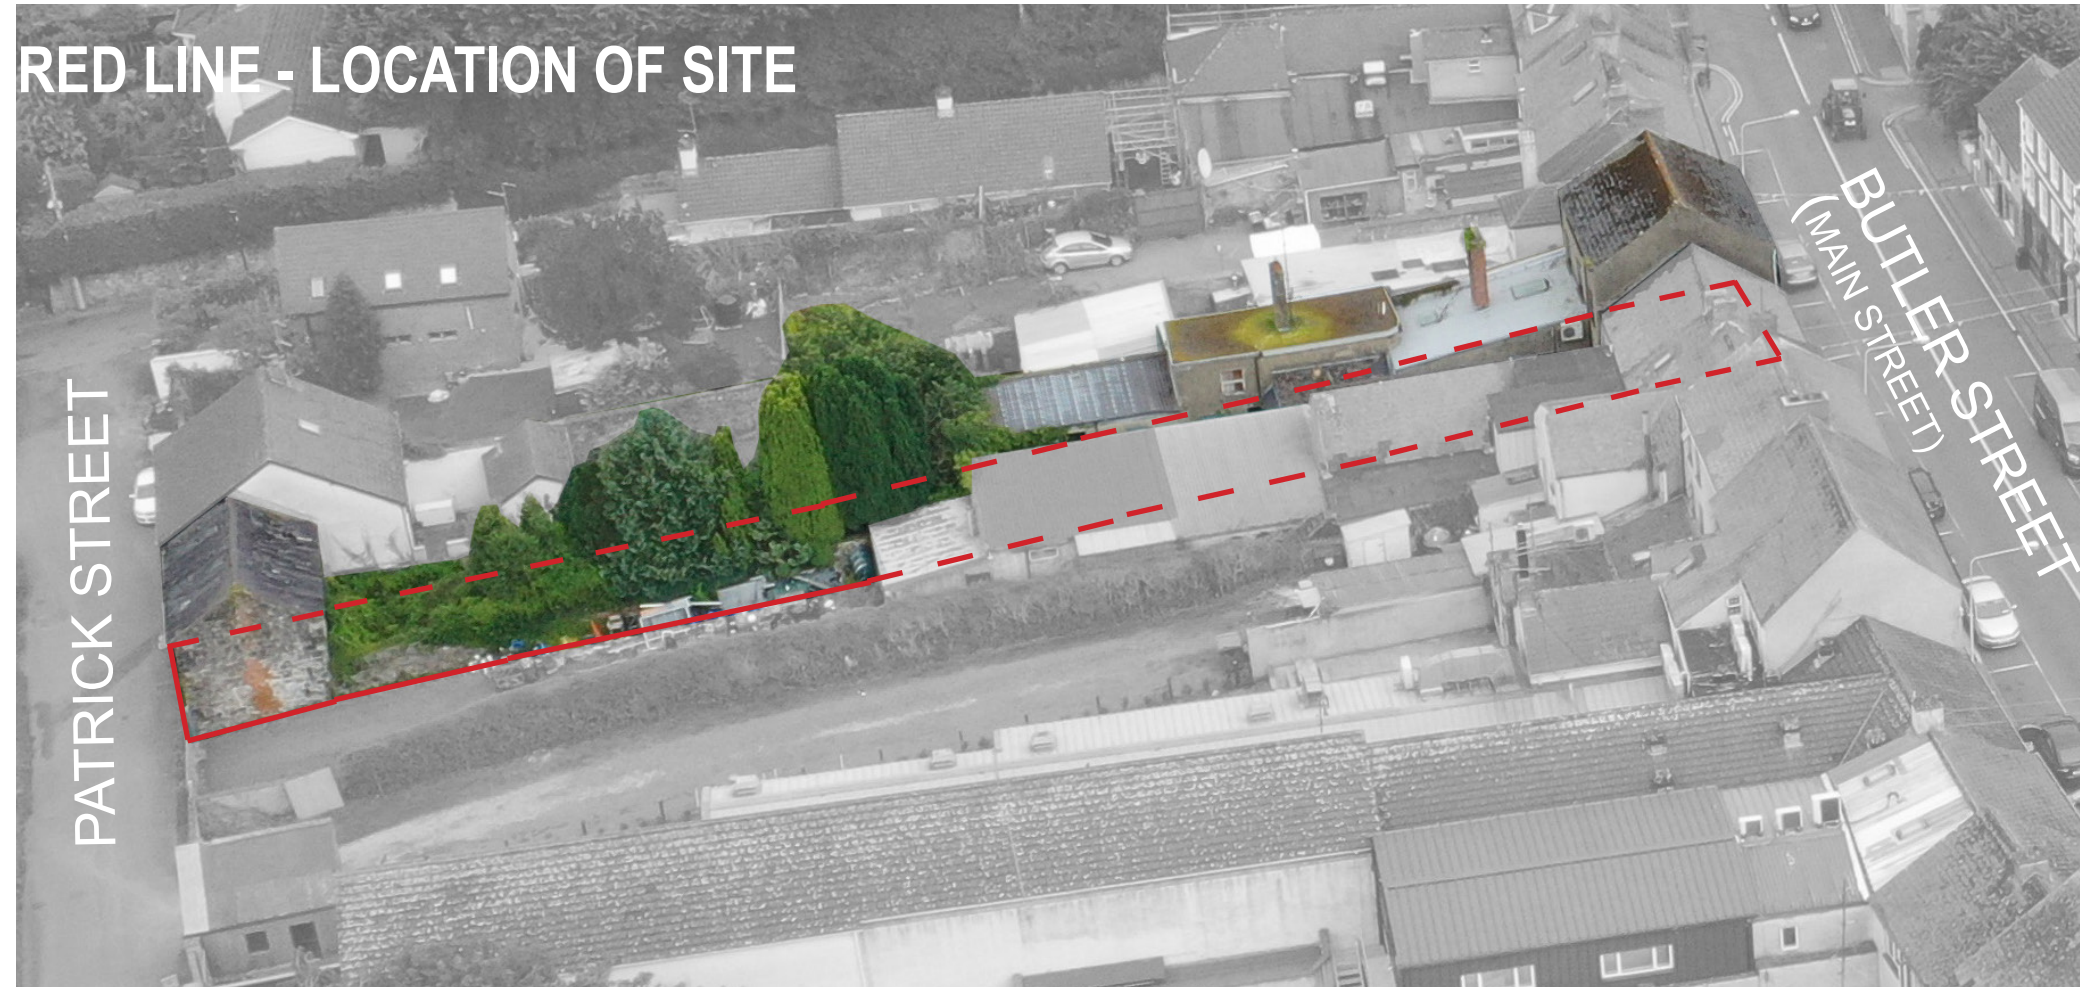 RED LINE - LOCATION OF SITE
BUTLER STREET
(MAIN STREET)
PATRICK STREET